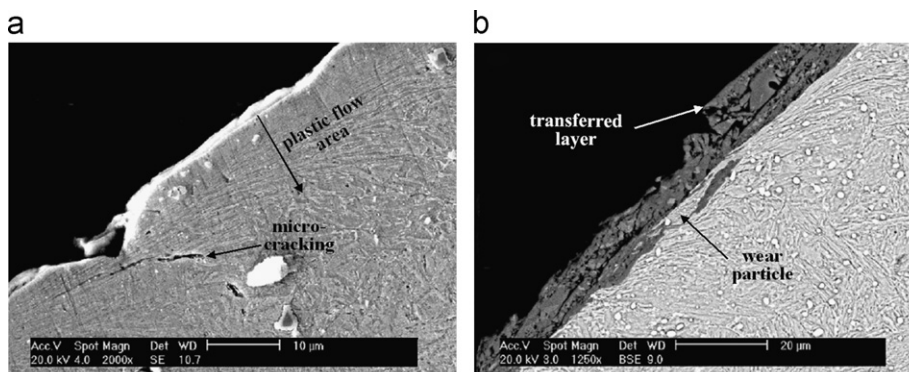 a
plastic flow
area
micro-
cracking
Acc.V Spot Magn Det WD 10 µm
20.0 kV 4.0 2000x SE 10.7
b
transferred
layer
wear
particle
Acc.V Spot Magn Det WD 20 µm
20.0 kV 3.0 1250x BSE 9.0